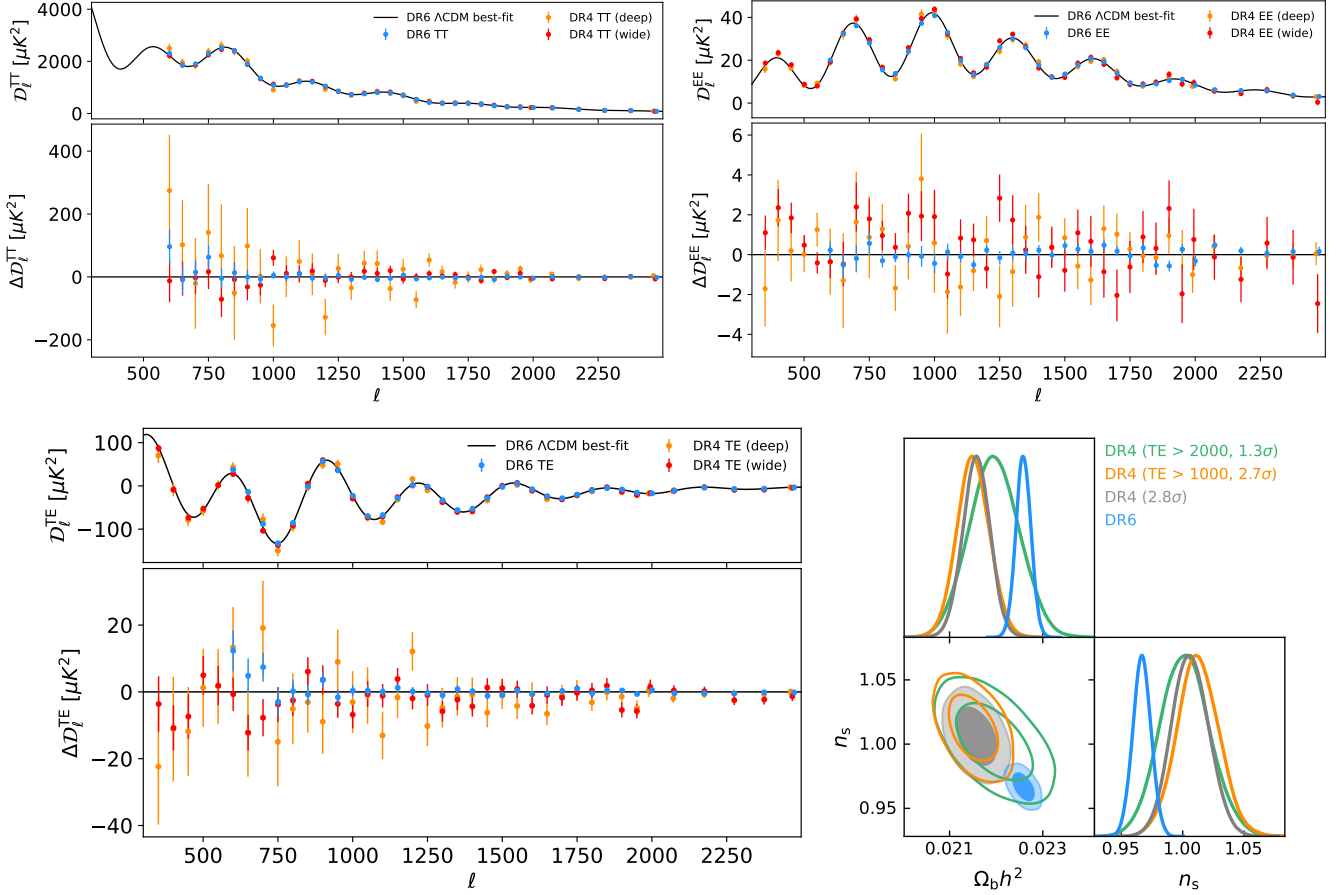 DR6 ΛCDM best-fit
DR6 TT
DR4 TT (deep)
DR4 TT (wide)
𝒟ℓ^TT [μK²]
4000
2000
0
Δ𝒟ℓ^TT [μK²]
400
200
0
−200
500 750 1000 1250 1500 1750 2000 2250
ℓ
DR6 ΛCDM best-fit
DR6 EE
DR4 EE (deep)
DR4 EE (wide)
𝒟ℓ^EE [μK²]
40
20
0
Δ𝒟ℓ^EE [μK²]
6
4
2
0
−2
−4
500 750 1000 1250 1500 1750 2000 2250
ℓ
DR6 ΛCDM best-fit
DR6 TE
DR4 TE (deep)
DR4 TE (wide)
𝒟ℓ^TE [μK²]
100
0
−100
Δ𝒟ℓ^TE [μK²]
20
0
−20
−40
500 750 1000 1250 1500 1750 2000 2250
ℓ
DR4 (TE > 2000, 1.3σ)
DR4 (TE > 1000, 2.7σ)
DR4 (2.8σ)
DR6
nₛ
1.05
1.00
0.95
0.021 0.023
Ω_b h²
0.95 1.00 1.05
nₛ